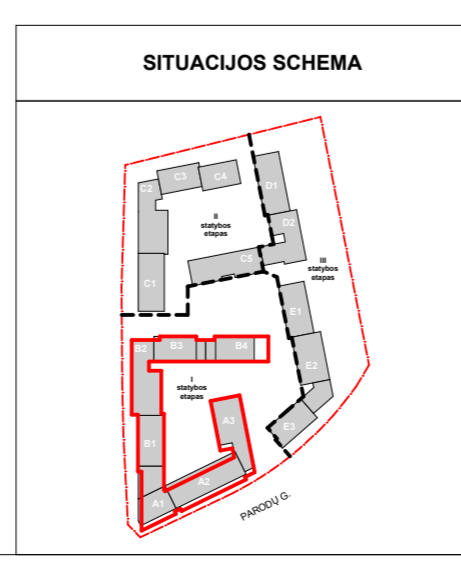 SITUACIJOS SCHEMA
C2
C3
C4
D1
D2
II
statybos
etapas
C5
III
statybos
etapas
C1
E1
B2
B3
B4
E2
I
statybos
etapas
A3
E3
B1
A2
A1
PARODŲ G.